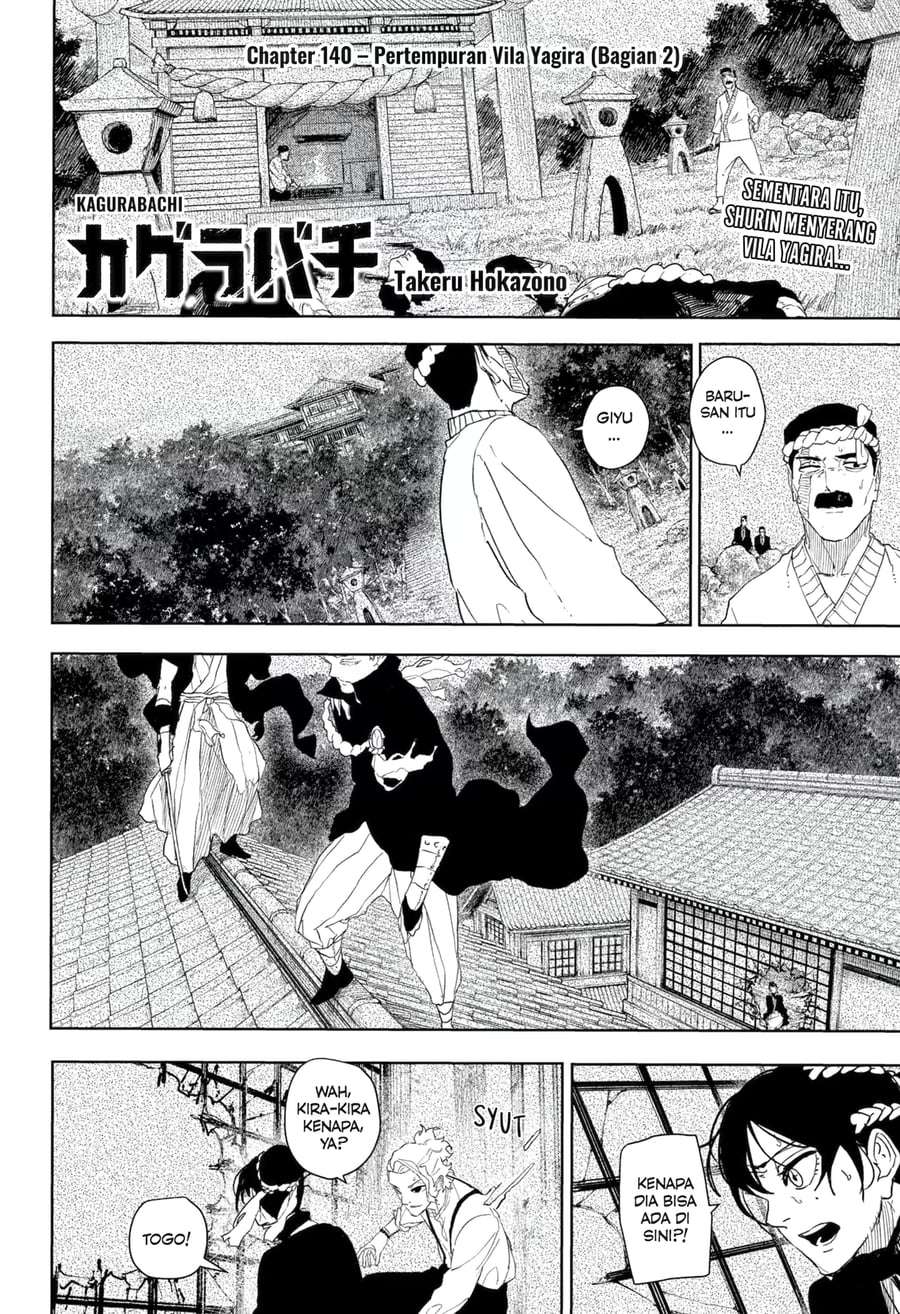 Chapter 140 – Pertempuran Vila Yagira (Bagian 2)
KAGURABACHI
カグラバチ
Takeru Hokazono
SEMENTARA ITU,
SHURIN MENYERANG
VILA YAGIRA...
BARU-
SAN ITU
...
GIYU
...
KENAPA
DIA BISA
ADA DI
SINI?!
WAH,
KIRA-KIRA
KENAPA,
YA?
SYUT
TOGO!